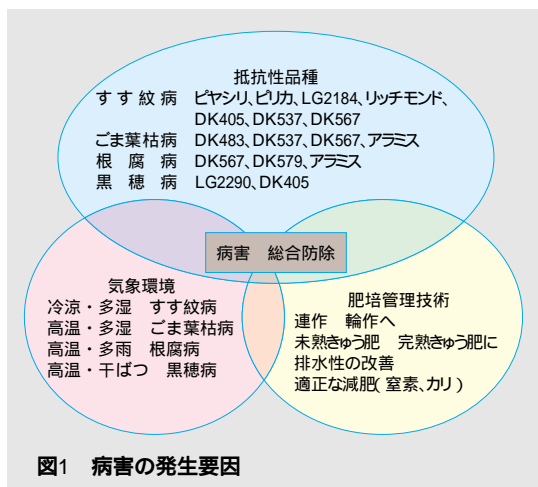 抵抗性品種
すす紋病 ピヤシリ、ピリカ、LG2184、リッチモンド、
DK405、DK537、DK567
ごま葉枯病 DK483、DK537、DK567、アラミス
根腐病 DK567、DK579、アラミス
黒穂病 LG2290、DK405
病害 総合防除
気象環境
冷涼・多湿 すす紋病
高温・多湿 ごま葉枯病
高温・多雨 根腐病
高温・干ばつ 黒穂病
肥培管理技術
連作 輪作へ
未熟きゅう肥 完熟きゅう肥に
排水性の改善
適正な減肥(窒素、カリ)
図1 病害の発生要因